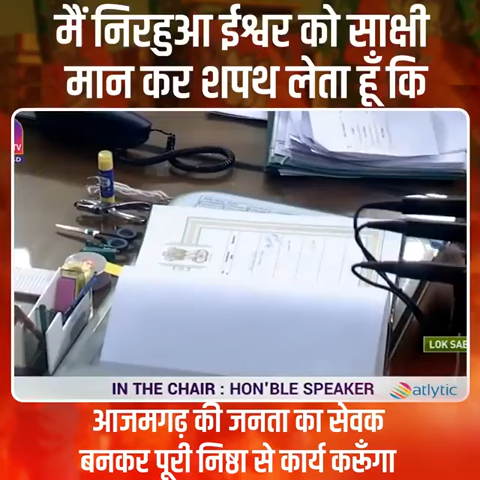 मैं निरहुआ ईश्वर को साक्षी
मान कर शपथ लेता हूँ कि
TV
LOK SAB
IN THE CHAIR : HON'BLE SPEAKER
atlytic
आजमगढ़ की जनता का सेवक
बनकर पूरी निष्ठा से कार्य करूँगा